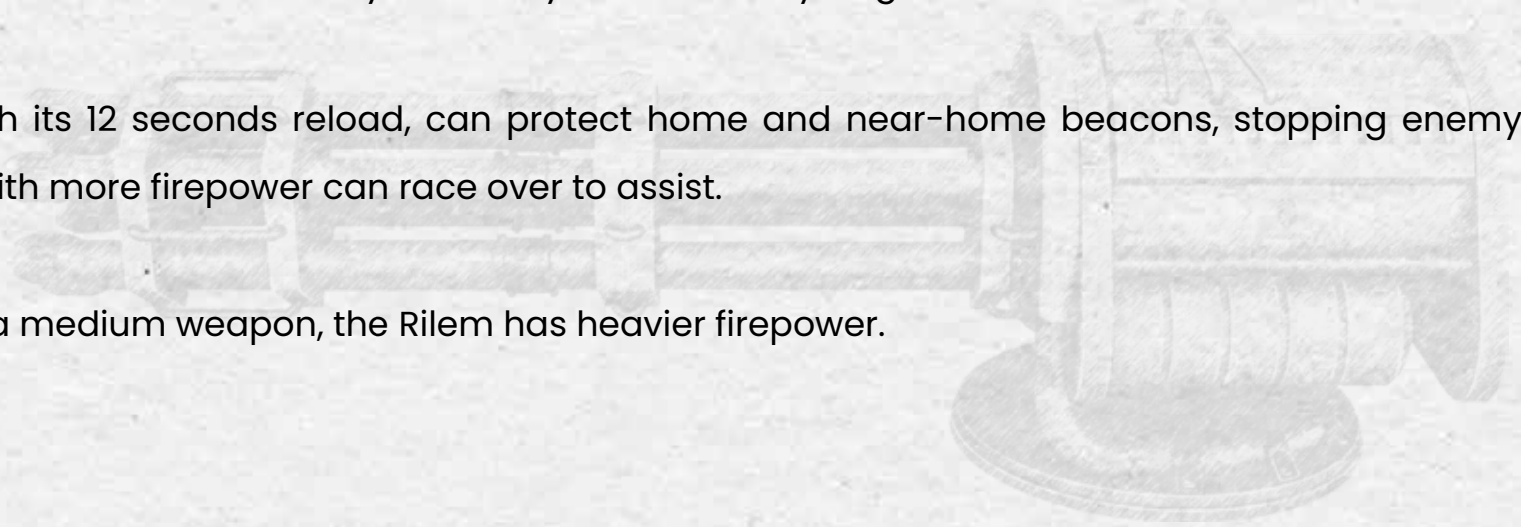 its 12 seconds reload, can protect home and near-home beacons, stopping enemy
more firepower can race over to assist.
a medium weapon, the Rilem has heavier firepower.